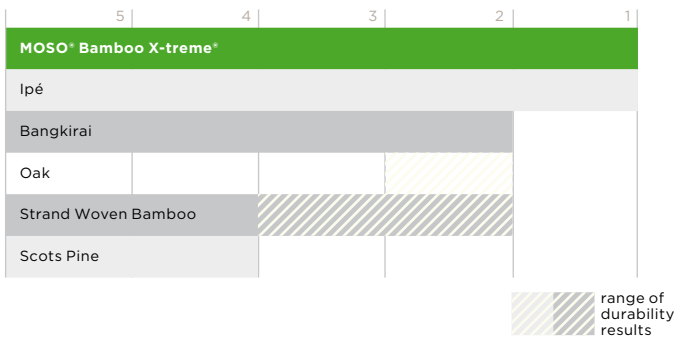 5 4 3 2 1
MOSO® Bamboo X-treme®
Ipé
Bangkirai
Oak
Strand Woven Bamboo
Scots Pine
range of
durability
results